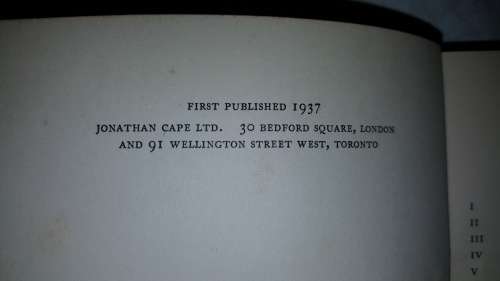 FIRST PUBLISHED 1937
JONATHAN CAPE LTD. 30 BEDFORD SQUARE, LONDON
AND 91 WELLINGTON STREET WEST, TORONTO
I
II
III
IV
V